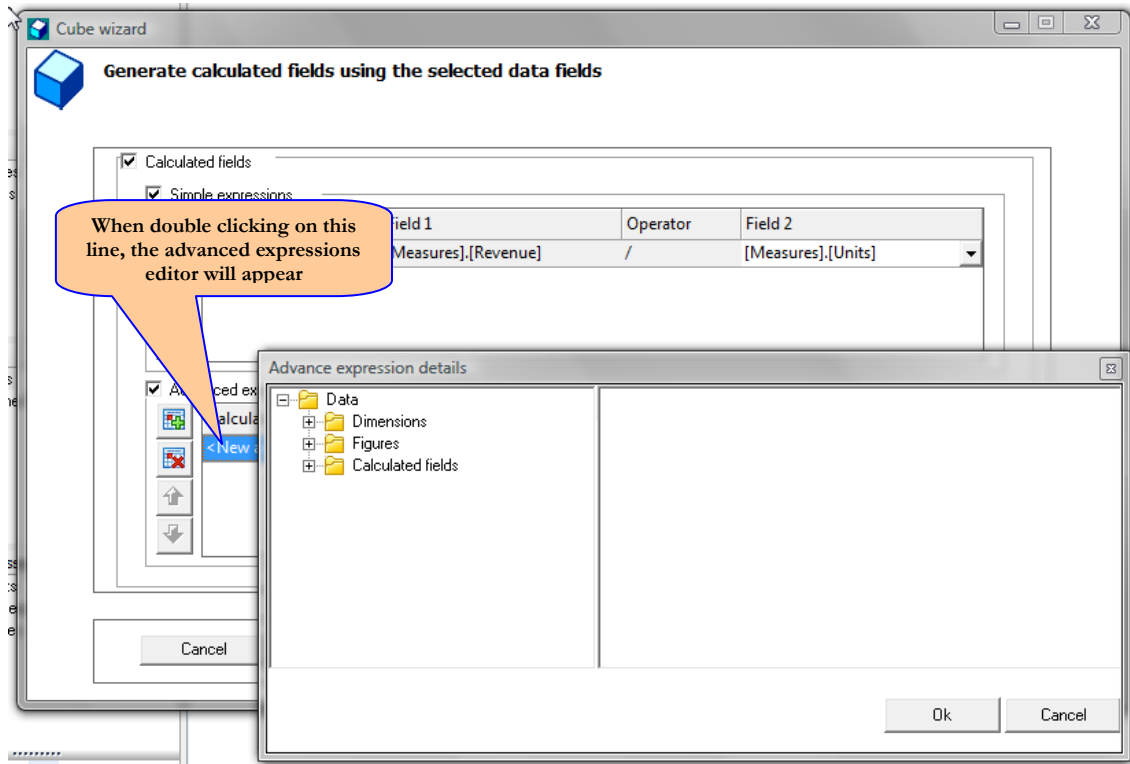 Cube wizard
Generate calculated fields using the selected data fields
Calculated fields
Simple expressions
When double clicking on this
line, the advanced expressions
editor will appear
Field 1 Operator Field 2
[Measures].[Revenue] / [Measures].[Units]
Advance expression details
Data
Dimensions
Figures
Calculated fields
<New
Cancel
Ok Cancel